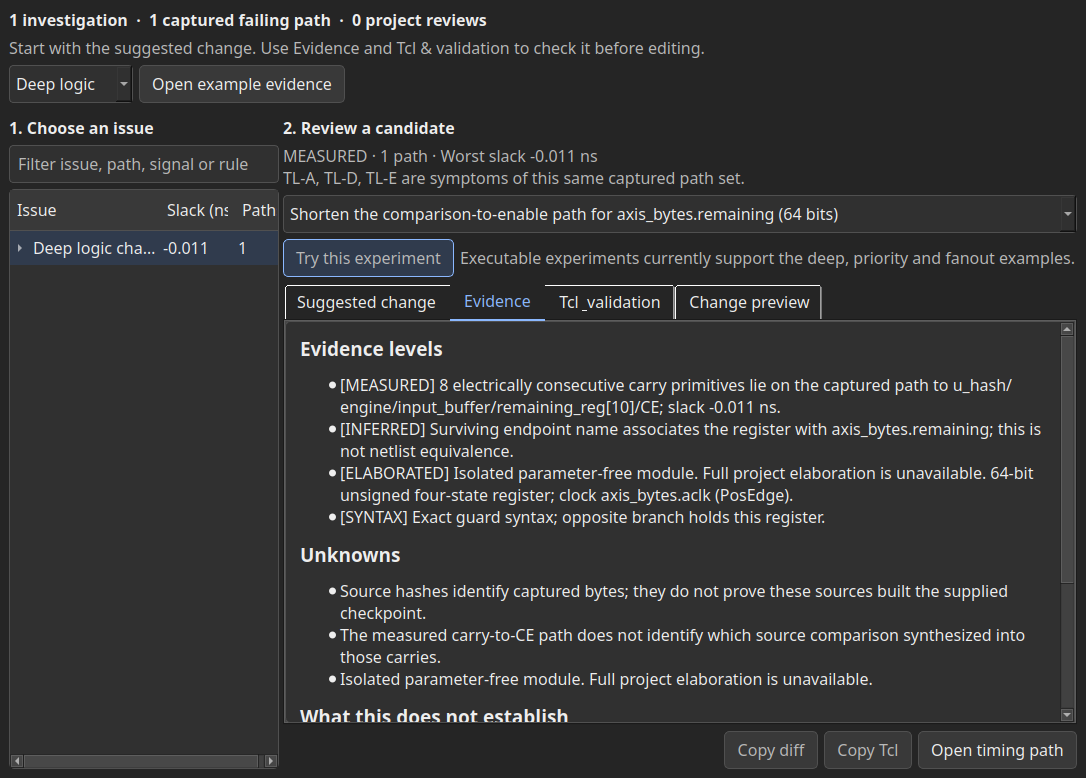 1 investigation · 1 captured failing path · 0 project reviews
Start with the suggested change. Use Evidence and Tcl & validation to check it before editing.
Deep logic
Open example evidence
1. Choose an issue
Filter issue, path, signal or rule
Issue Slack (ns Path
Deep logic cha... -0.011 1
2. Review a candidate
MEASURED · 1 path · Worst slack -0.011 ns
TL-A, TL-D, TL-E are symptoms of this same captured path set.
Shorten the comparison-to-enable path for axis_bytes.remaining (64 bits)
Try this experiment
Executable experiments currently support the deep, priority and fanout examples.
Suggested change Evidence Tcl _validation Change preview
Evidence levels
• [MEASURED] 8 electrically consecutive carry primitives lie on the captured path to u_hash/
engine/input_buffer/remaining_reg[10]/CE; slack -0.011 ns.
• [INFERRED] Surviving endpoint name associates the register with axis_bytes.remaining; this is
not netlist equivalence.
• [ELABORATED] Isolated parameter-free module. Full project elaboration is unavailable. 64-bit
unsigned four-state register; clock axis_bytes.aclk (PosEdge).
• [SYNTAX] Exact guard syntax; opposite branch holds this register.
Unknowns
• Source hashes identify captured bytes; they do not prove these sources built the supplied
checkpoint.
• The measured carry-to-CE path does not identify which source comparison synthesized into
those carries.
• Isolated parameter-free module. Full project elaboration is unavailable.
What this does not establish
Copy diff
Copy Tcl
Open timing path